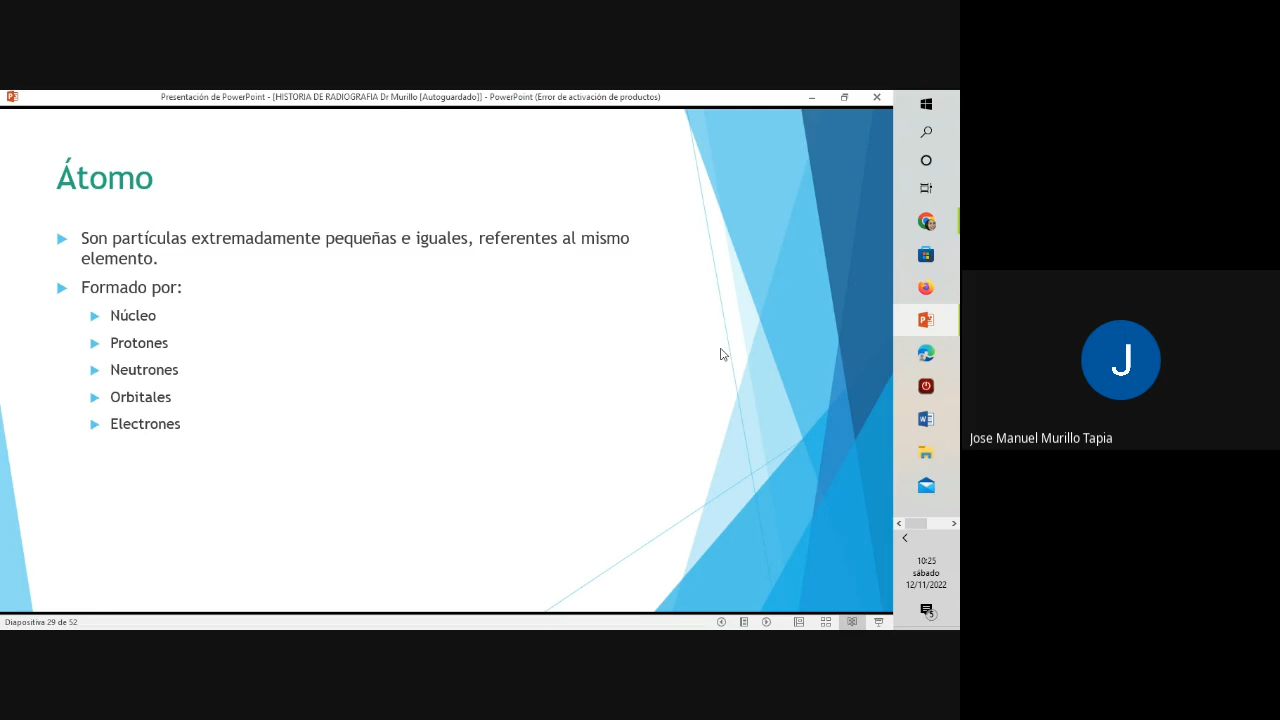 Presentación de PowerPoint - [HISTORIA DE RADIOGRAFIA Dr Murillo [Autoguardado]] - PowerPoint (Error de activación de productos)
Átomo
Son partículas extremadamente pequeñas e iguales, referentes al mismo
elemento.
Formado por:
Núcleo
Protones
Neutrones
Orbitales
Electrones
J
Jose Manuel Murillo Tapia
10:25
sábado
12/11/2022
5
Diapositiva 29 de 52